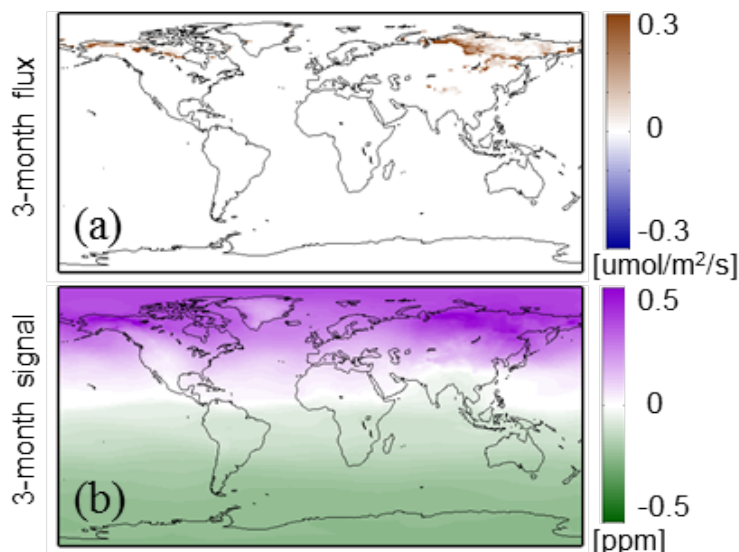 3-month flux
(a)
0.3
0
-0.3
[umol/m²/s]
3-month signal
(b)
0.5
0
-0.5
[ppm]